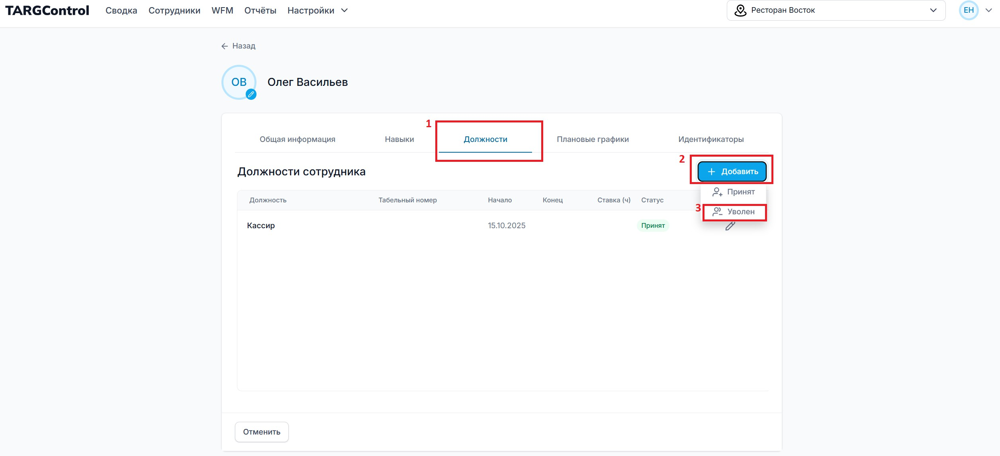 TARGControl Сводка Сотрудники WFM Отчёты Настройки Ресторан Восток ЕН
Назад
ОВ Олег Васильев
1
Общая информация Навыки Должности Плановые графики Идентификаторы
2
Должности сотрудника Добавить
Принят
Должность Табельный номер Начало Конец Ставка (ч) Статус
3 Уволен
Кассир 15.10.2025 Принят
Отменить